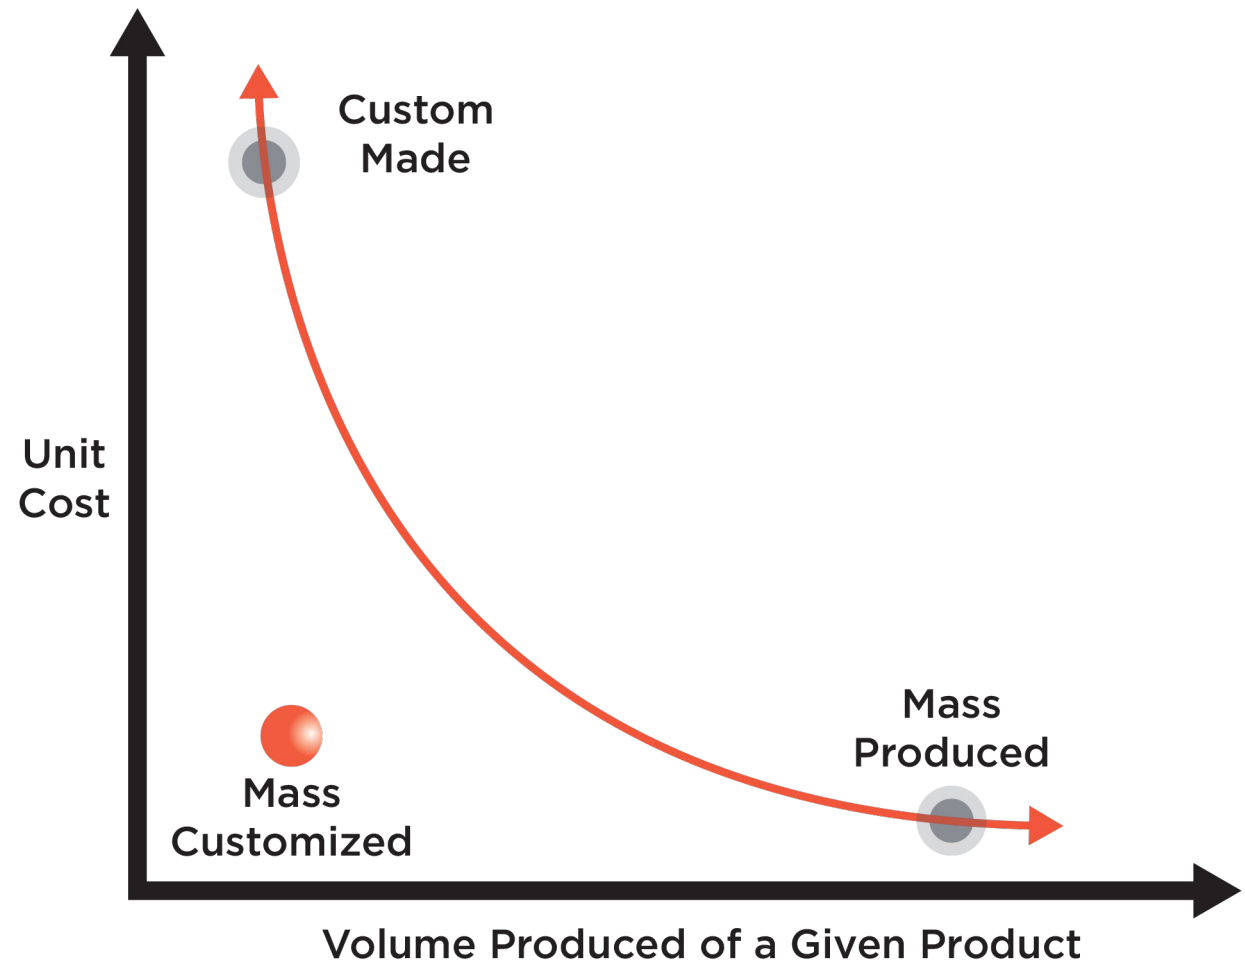 Custom
Made
Unit
Cost
Mass
Produced
Mass
Customized
Volume Produced of a Given Product